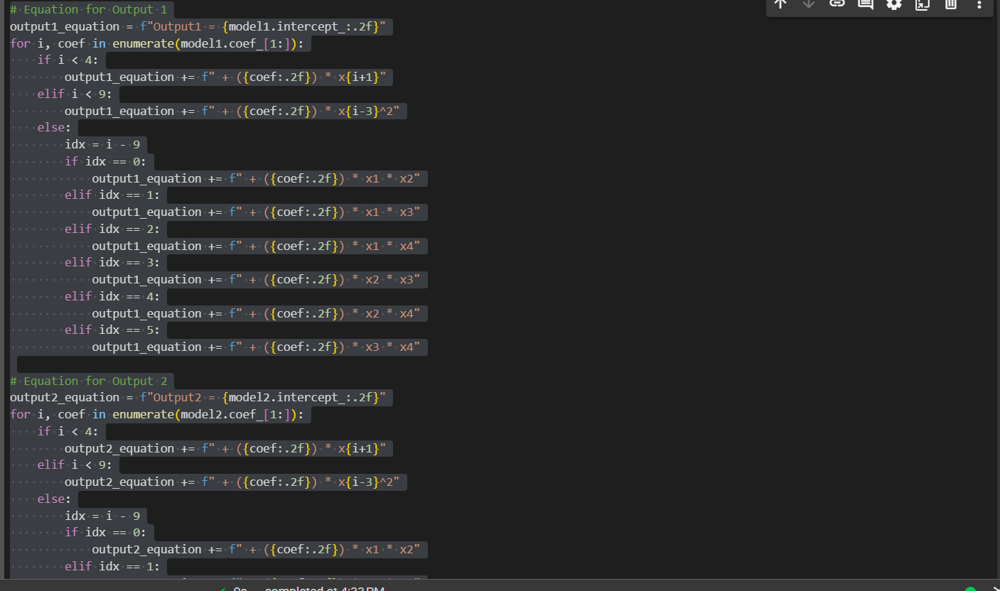 # Equation for Output 1
output1_equation = f"Output1 = {model1.intercept_:.2f}"
for i, coef in enumerate(model1.coef_[1:]):
    if i < 4:
        output1_equation += f" + ({coef:.2f}) * x{i+1}"
    elif i < 9:
        output1_equation += f" + ({coef:.2f}) * x{i-3}^2"
    else:
        idx = i - 9
        if idx == 0:
            output1_equation += f" + ({coef:.2f}) * x1 * x2"
        elif idx == 1:
            output1_equation += f" + ({coef:.2f}) * x1 * x3"
        elif idx == 2:
            output1_equation += f" + ({coef:.2f}) * x1 * x4"
        elif idx == 3:
            output1_equation += f" + ({coef:.2f}) * x2 * x3"
        elif idx == 4:
            output1_equation += f" + ({coef:.2f}) * x2 * x4"
        elif idx == 5:
            output1_equation += f" + ({coef:.2f}) * x3 * x4"
# Equation for Output 2
output2_equation = f"Output2 = {model2.intercept_:.2f}"
for i, coef in enumerate(model2.coef_[1:]):
    if i < 4:
        output2_equation += f" + ({coef:.2f}) * x{i+1}"
    elif i < 9:
        output2_equation += f" + ({coef:.2f}) * x{i-3}^2"
    else:
        idx = i - 9
        if idx == 0:
            output2_equation += f" + ({coef:.2f}) * x1 * x2"
        elif idx == 1:
completed at 4:33 PM